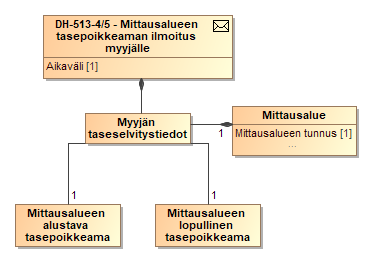 DH-513-4/5 - Mittausalueen
tasepoikkeaman ilmoitus
myyjälle
Aikaväli [1]
Myyjän
taseselvitystiedot
1
Mittausalue
Mittausalueen tunnus [1]
...
1
Mittausalueen
alustava
tasepoikkeama
1
Mittausalueen
lopullinen
tasepoikkeama